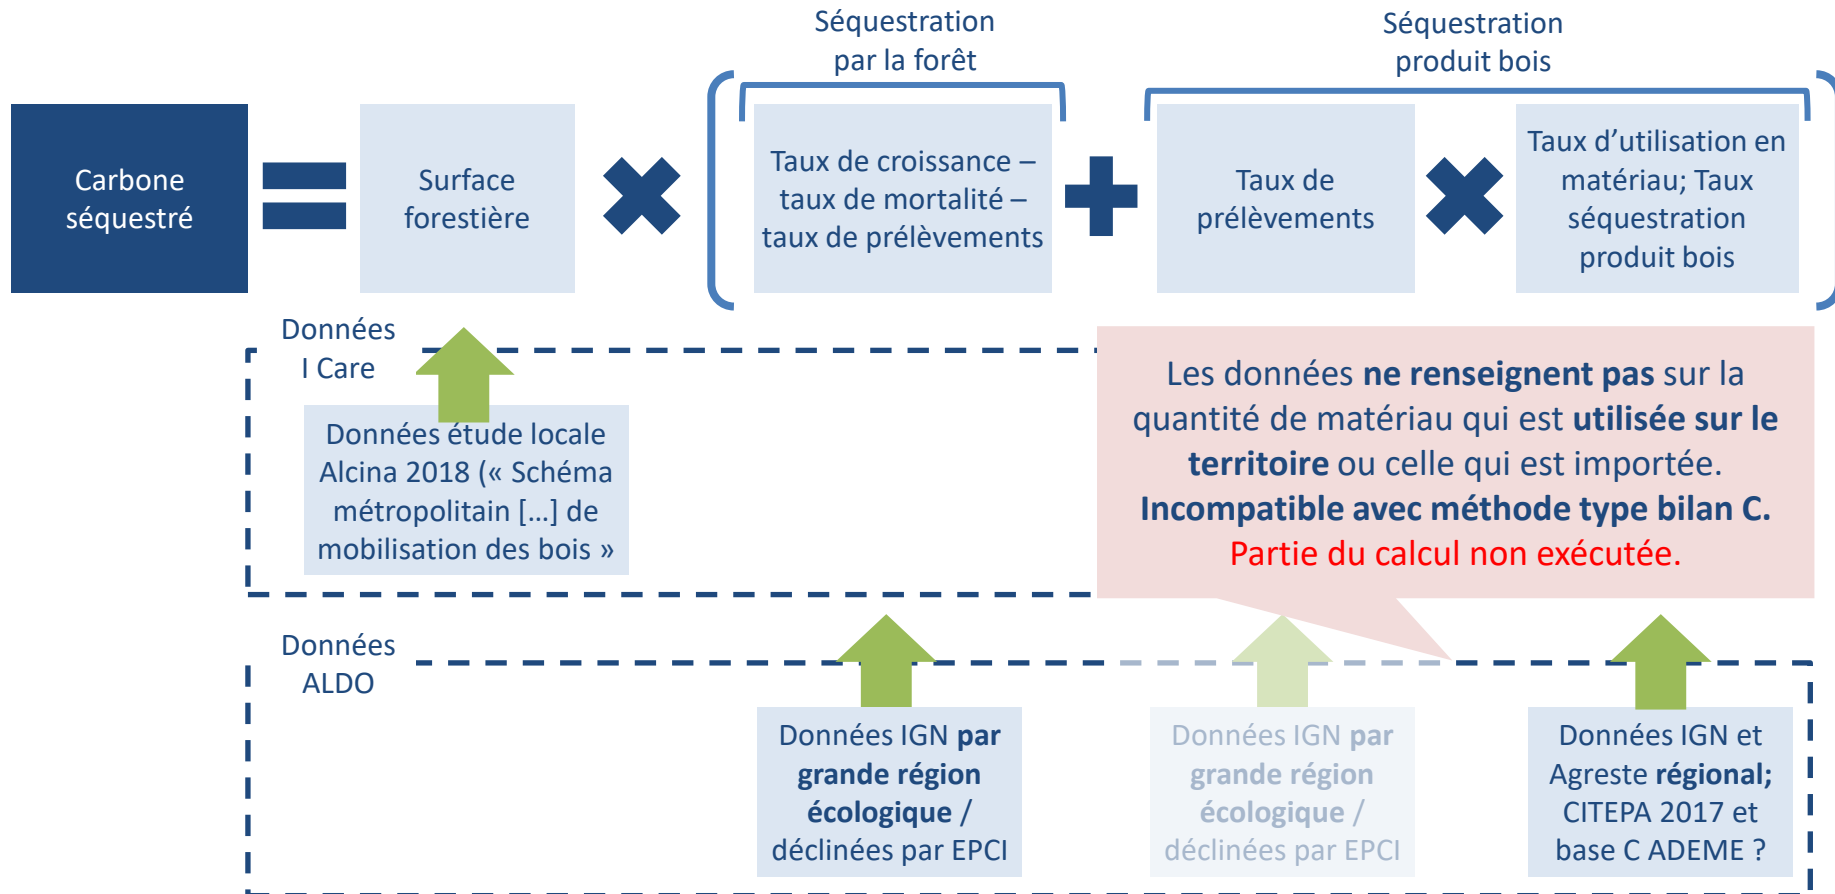 Séquestration
par la forêt
Séquestration
produit bois
Carbone
séquestré
Surface
forestière
Taux de croissance –
taux de mortalité –
taux de prélèvements
Taux de
prélèvements
Taux d’utilisation en
matériau; Taux
séquestration
produit bois
Données
I Care
Données étude locale
Alcina 2018 (« Schéma
métropolitain [...] de
mobilisation des bois »
Les données ne renseignent pas sur la
quantité de matériau qui est utilisée sur le
territoire ou celle qui est importée.
Incompatible avec méthode type bilan C.
Partie du calcul non exécutée.
Données
ALDO
Données IGN par
grande région
écologique /
déclinées par EPCI
Données IGN par
grande région
écologique /
déclinées par EPCI
Données IGN et
Agreste régional;
CITEPA 2017 et
base C ADEME ?